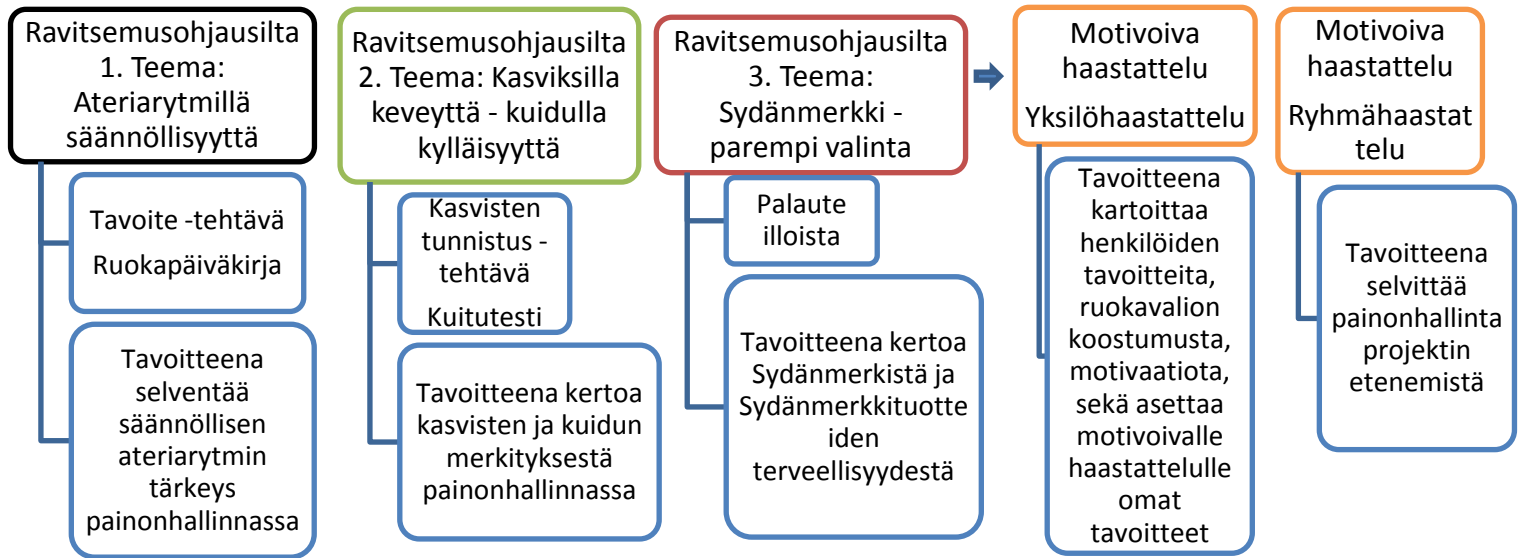 Ravitsemusohjausilta
1. Teema:
Ateriarytmillä
säännöllisyyttä
Tavoite -tehtävä
Ruokapäiväkirja
Tavoitteena
selventää
säännöllisen
ateriarytmin
tärkeys
painonhallinnassa
Ravitsemusohjausilta
2. Teema: Kasviksilla
keveyttä - kuidulla
kylläisyyttä
Kasvisten
tunnistus -
tehtävä
Kuitutesti
Tavoitteena kertoa
kasvisten ja kuidun
merkityksestä
painonhallinnassa
Ravitsemusohjausilta
3. Teema:
Sydänmerkki -
parempi valinta
Palaute
illoista
Tavoitteena kertoa
Sydänmerkistä ja
Sydänmerkkituotte
iden
terveellisyydestä
Motivoiva
haastattelu
Yksilöhaastattelu
Tavoitteena
kartoittaa
henkilöiden
tavoitteita,
ruokavalion
koostumusta,
motivaatiota,
sekä asettaa
motivoivalle
haastattelulle
omat
tavoitteet
Motivoiva
haastattelu
Ryhmähaastat
telu
Tavoitteena
selvittää
painonhallinta
projektin
etenemistä